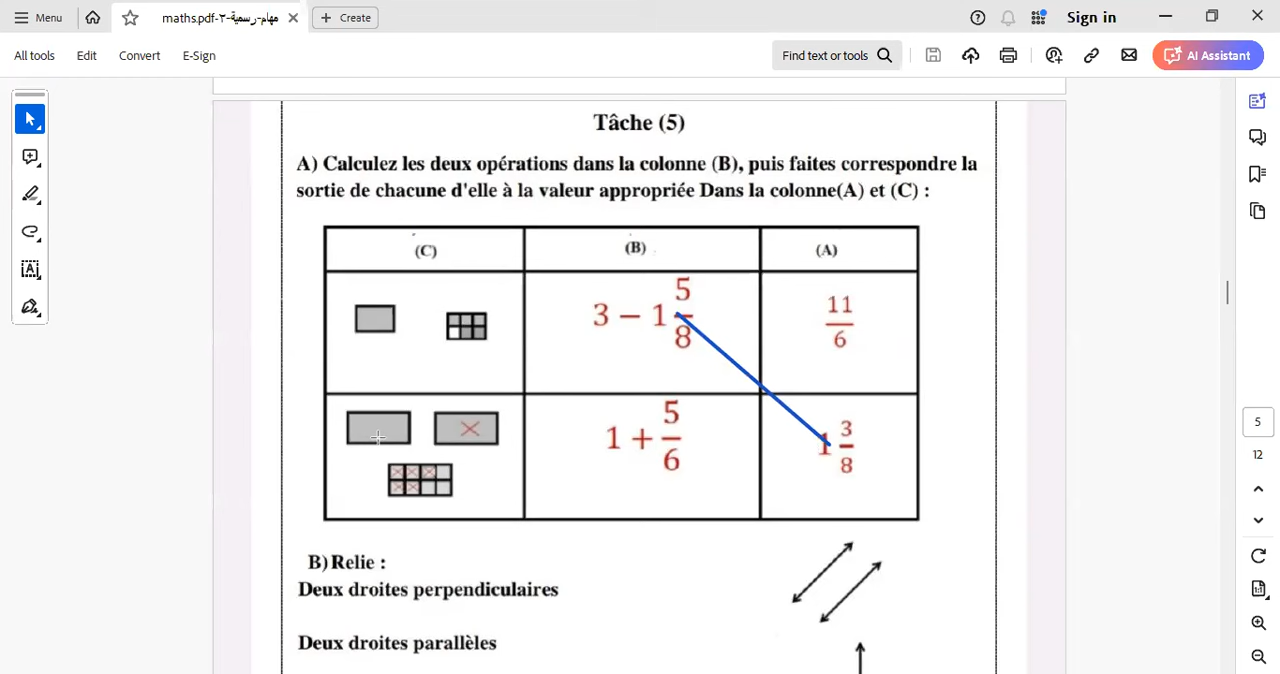 Menu
maths.pdf-٣-مهام-رسمية
Create
Sign in
All tools
Edit
Convert
E-Sign
Find text or tools
AI Assistant
Tâche (5)
A) Calculez les deux opérations dans la colonne (B), puis faites correspondre la
sortie de chacune d'elle à la valeur appropriée Dans la colonne(A) et (C) :
(C) (B) (A)
3 − 1 5/8
11/6
1 + 5/6
1 3/8
B) Relie :
Deux droites perpendiculaires
Deux droites parallèles
5
12